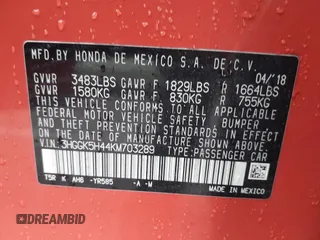 MFD.BY HONDA DE MEXICO S.A. DE C.V.
04/'18
GVWR 3483LBS GAWR F 1829LBS R 1664LBS
GVWR 1580KG GAWR F 830KG R 755KG
THIS VEHICLE CONFORMS TO ALL APPLICABLE FEDERAL MOTOR VEHICLE SAFETY, BUMPER, AND THEFT PREVENTION STANDARDS IN EFFECT ON THE DATE OF MANUFACTURE SHOWN ABOVE.
VIN: 3HGGK5H44KM703289
TYPE:PASSENGER CAR
T5R K AH6 -YR585 -A -M
MADE IN MEXICO
DREAMBID